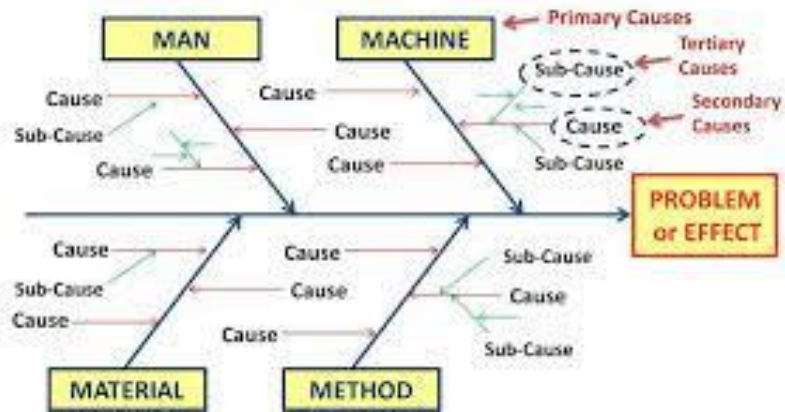 MAN
MACHINE
Primary Causes
Tertiary
Causes
Sub-Cause
Cause
Cause
Secondary
Causes
Sub-Cause
Cause
Cause
Cause
Cause
Sub-Cause
PROBLEM
or EFFECT
Cause
Cause
Sub-Cause
Sub-Cause
Cause
Cause
Cause
Cause
Sub-Cause
MATERIAL
METHOD